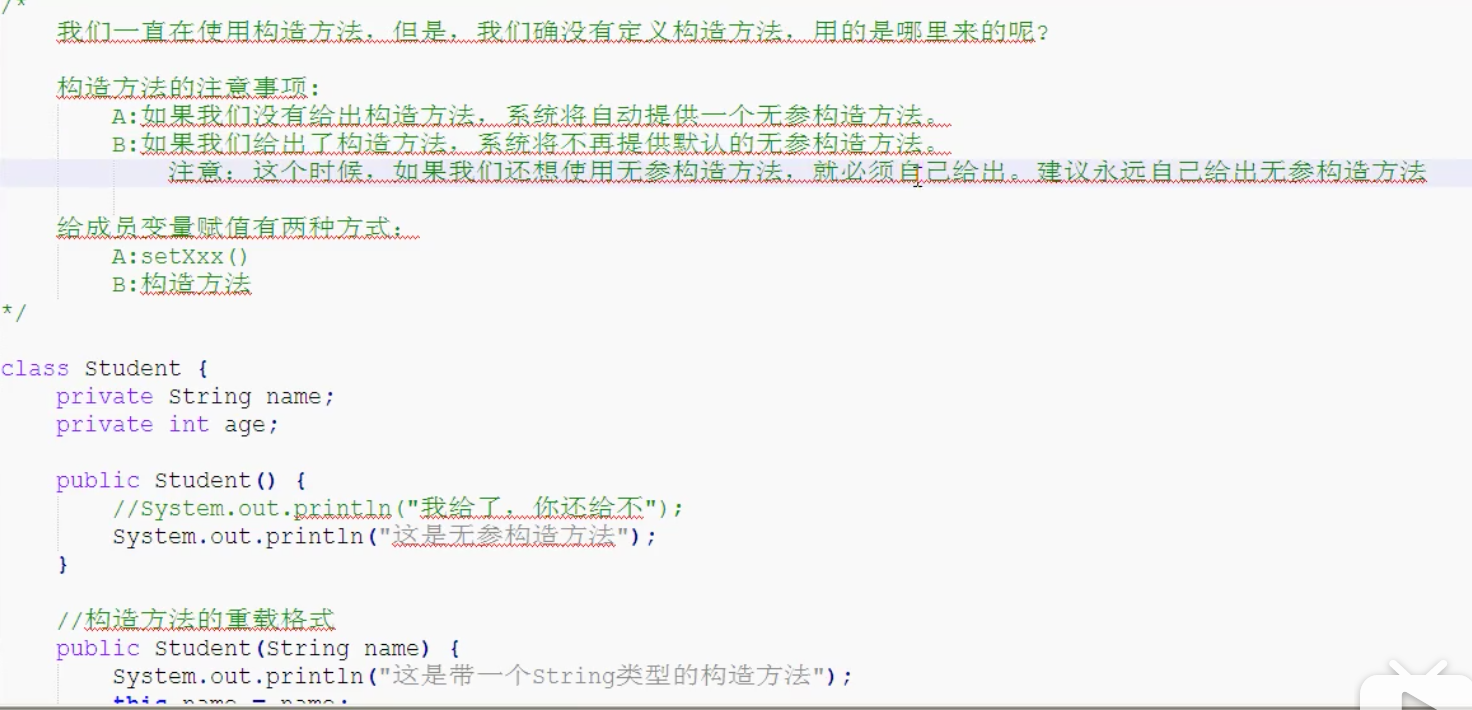 /*
我们一直在使用构造方法，但是，我们确没有定义构造方法，用的是哪里来的呢?
构造方法的注意事项:
A:如果我们没有给出构造方法，系统将自动提供一个无参构造方法。
B:如果我们给出了构造方法，系统将不再提供默认的无参构造方法。
注意：这个时候，如果我们还想使用无参构造方法，就必须自己给出。建议永远自己给出无参构造方法
给成员变量赋值有两种方式：
A:setXxx()
B:构造方法
*/
class Student {
private String name;
private int age;
public Student() {
//System.out.println("我给了，你还给不");
System.out.println("这是无参构造方法");
}
//构造方法的重载格式
public Student(String name) {
System.out.println("这是带一个String类型的构造方法");
this.name = name;